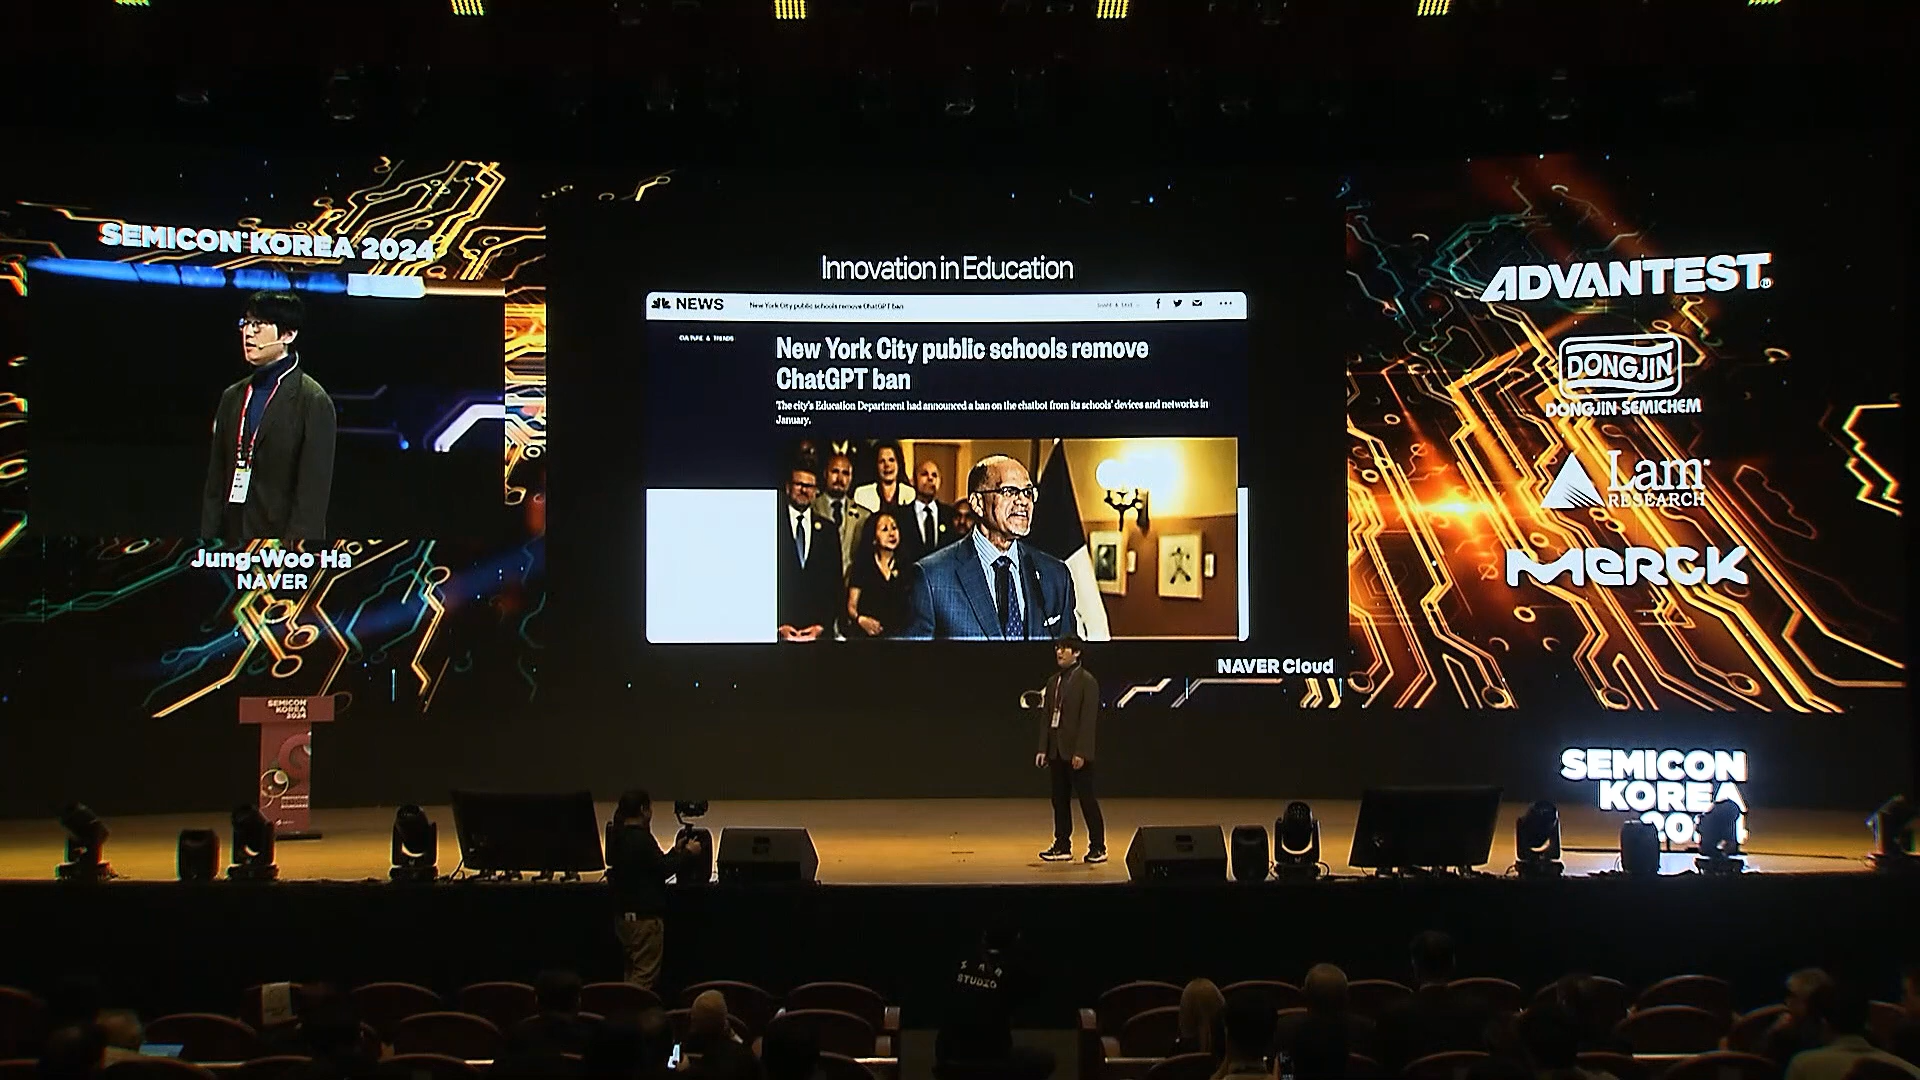 SEMICON KOREA 2024
Jung-Woo Ha
NAVER
Innovation in Education
NEWS
New York City public schools remove ChatGPT ban
CULTURE & TRENDS
New York City public schools remove
ChatGPT ban
The city's Education Department had announced a ban on the chatbot from its schools' devices and networks in
January.
NAVER Cloud
ADVANTEST
DONGJIN
DONGJIN SEMICHEM
Lam
RESEARCH
MERCK
SEMICON
KOREA
2024
SEMICON
KOREA
STUDIO